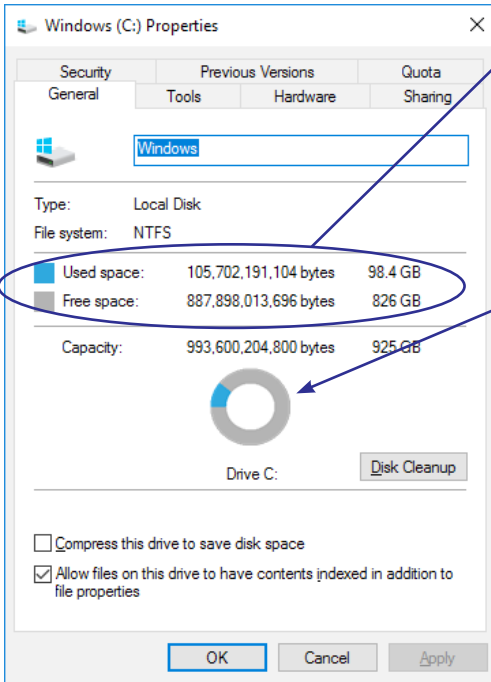 Windows (C:) Properties
Security Previous Versions Quota
General Tools Hardware Sharing
Windows
Type: Local Disk
File system: NTFS
Used space: 105,702,191,104 bytes 98.4 GB
Free space: 887,898,013,696 bytes 826 GB
Capacity: 993,600,204,800 bytes 925 GB
Drive C: Disk Cleanup
Compress this drive to save disk space
Allow files on this drive to have contents indexed in addition to
file properties
OK Cancel Apply